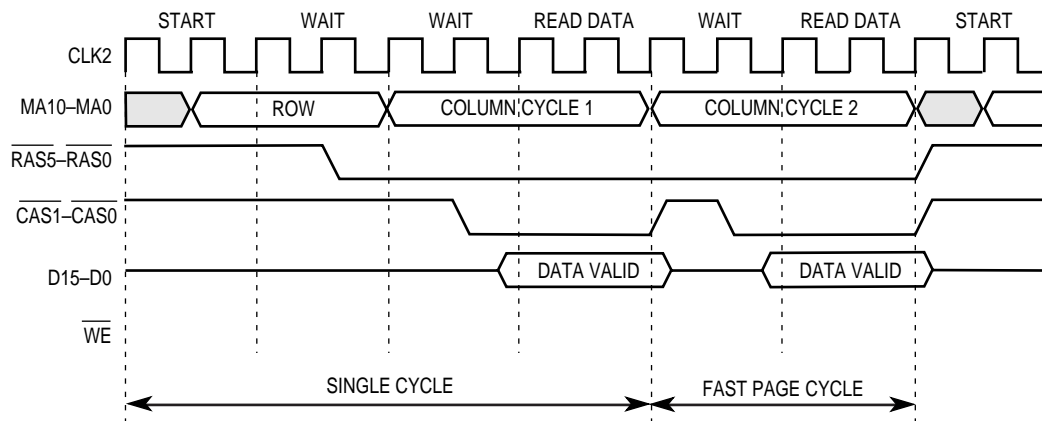 START WAIT WAIT READ DATA WAIT READ DATA START
CLK2
MA10–MA0 ROW COLUMN CYCLE 1 COLUMN CYCLE 2
RAS5–RAS0
CAS1–CAS0
D15–D0 DATA VALID DATA VALID
WE
SINGLE CYCLE FAST PAGE CYCLE